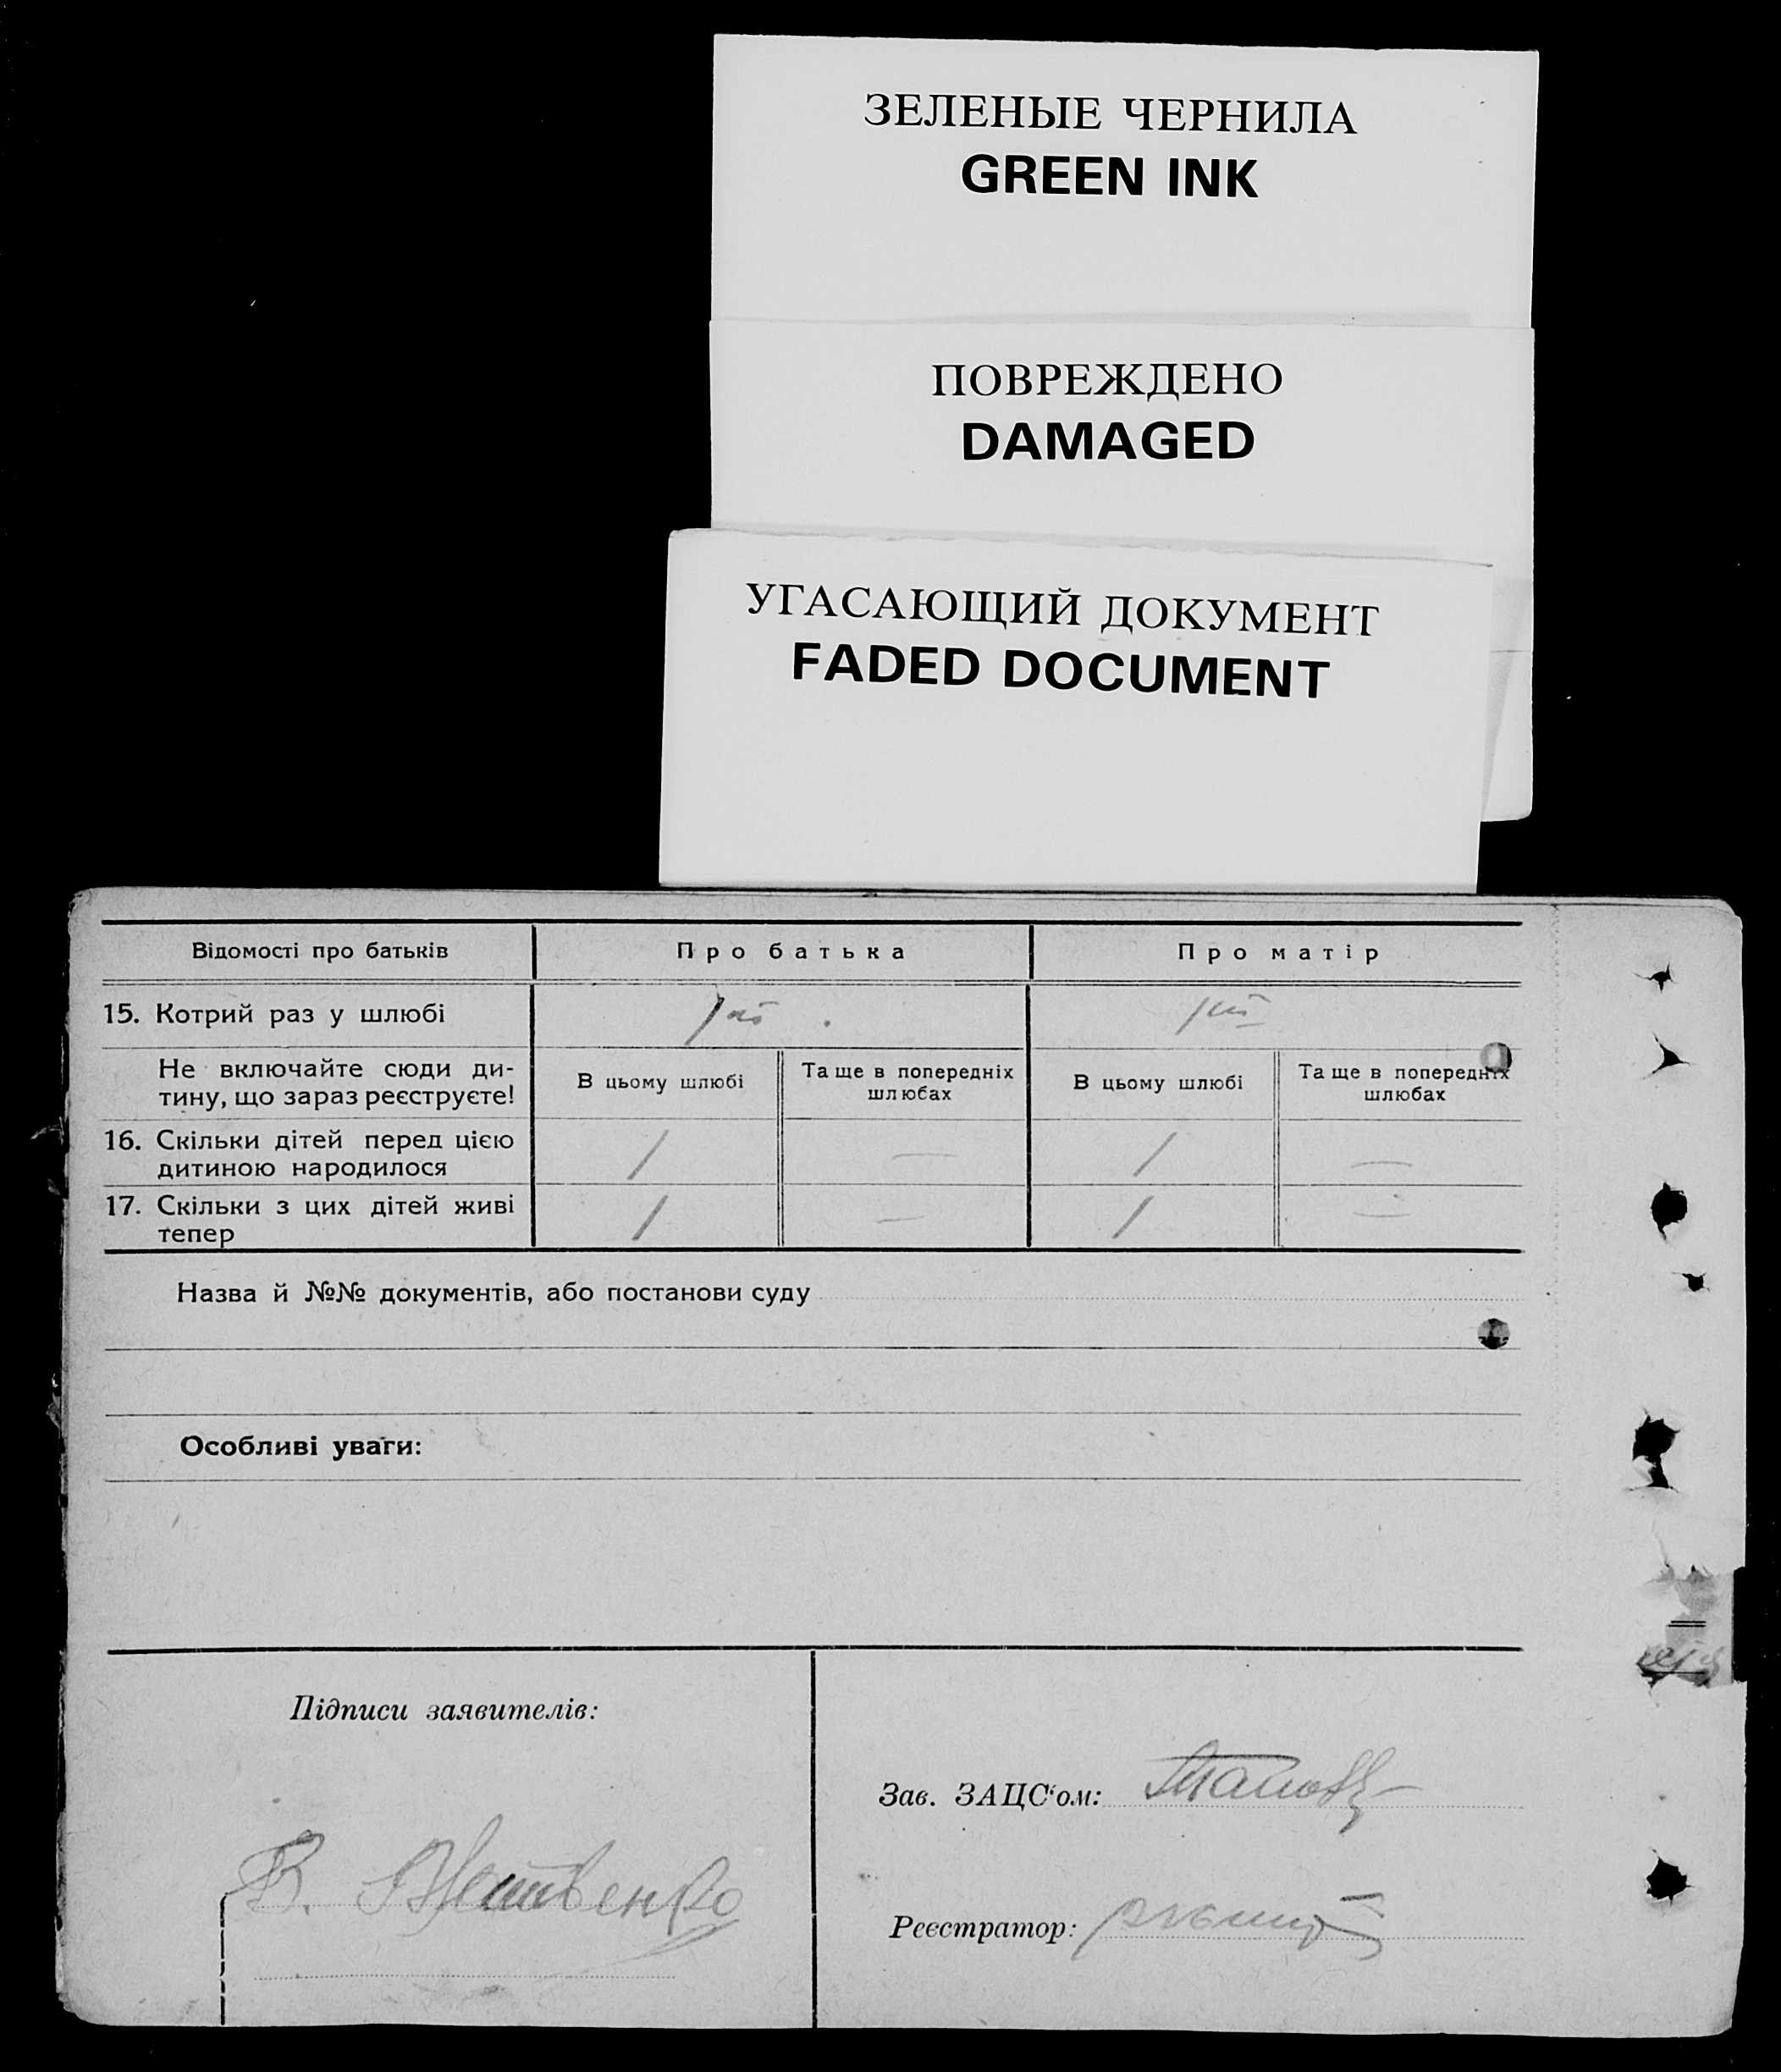 ЗЕЛЕНЫЕ ЧЕРНИЛА
GREEN INK
ПОВРЕЖДЕНО
DAMAGED
УГАСАЮЩИЙ ДОКУМЕНТ
FADED DOCUMENT
Відомості про батьків Про батька Про матір
15. Котрий раз у шлюбі
Не включайте сюди ди-
тину, що зараз реєструєте!
В цьому шлюбі
Та ще в попередніх
шлюбах
В цьому шлюбі
Та ще в попередніх
шлюбах
16. Скільки дітей перед цією
дитиною народилося
1 — 1 —
17. Скільки з цих дітей живі
тепер
1 — 1 —
Назва й №№ документів, або постанови суду
Особливі уваги:
Підписи заявителів:
Зав. ЗАЦС'ом:
В.
Реєстратор: